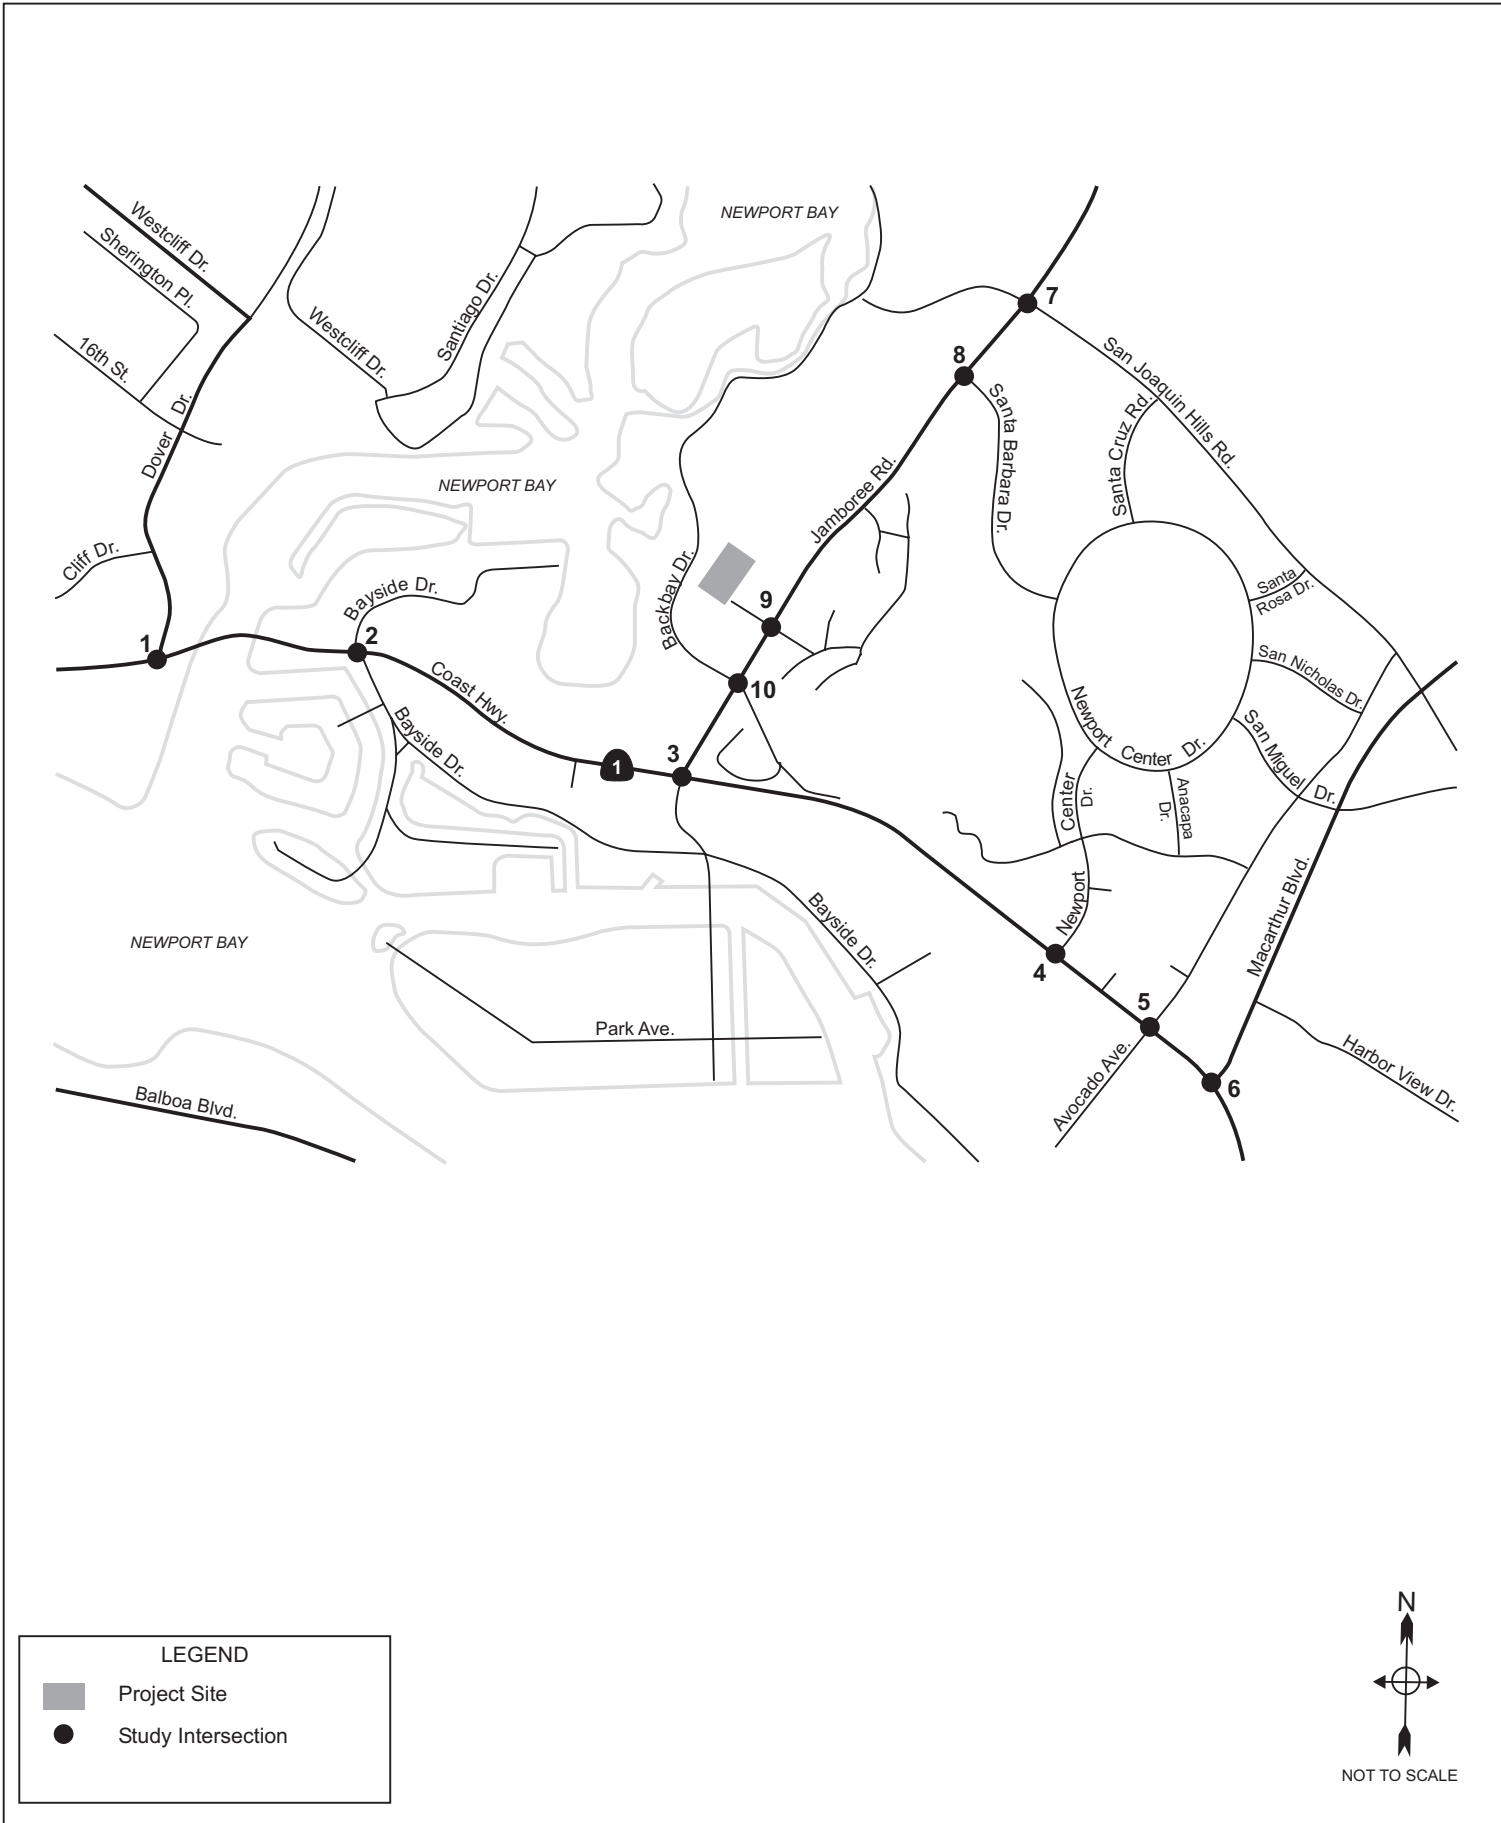 NEWPORT BAY
Westcliff Dr.
Sherington Pl.
16th St.
Westcliff Dr.
Santiago Dr.
7
San Joaquin Hills Rd.
8
Santa Barbara Dr.
Santa Cruz Rd.
Dover Dr.
Jamboree Rd.
NEWPORT BAY
Cliff Dr.
Bayside Dr.
Backbay Dr.
9
Santa
Rosa Dr.
1
2
Coast Hwy.
10
San Nicholas Dr.
Newport Center Dr.
San Miguel Dr.
Bayside Dr.
3
1
Center
Dr.
Anacapa
Dr.
Newport
Macarthur Blvd.
Bayside Dr.
NEWPORT BAY
4
5
Park Ave.
Avocado Ave.
6
Harbor View Dr.
Balboa Blvd.
LEGEND
Project Site
Study Intersection
N
NOT TO SCALE